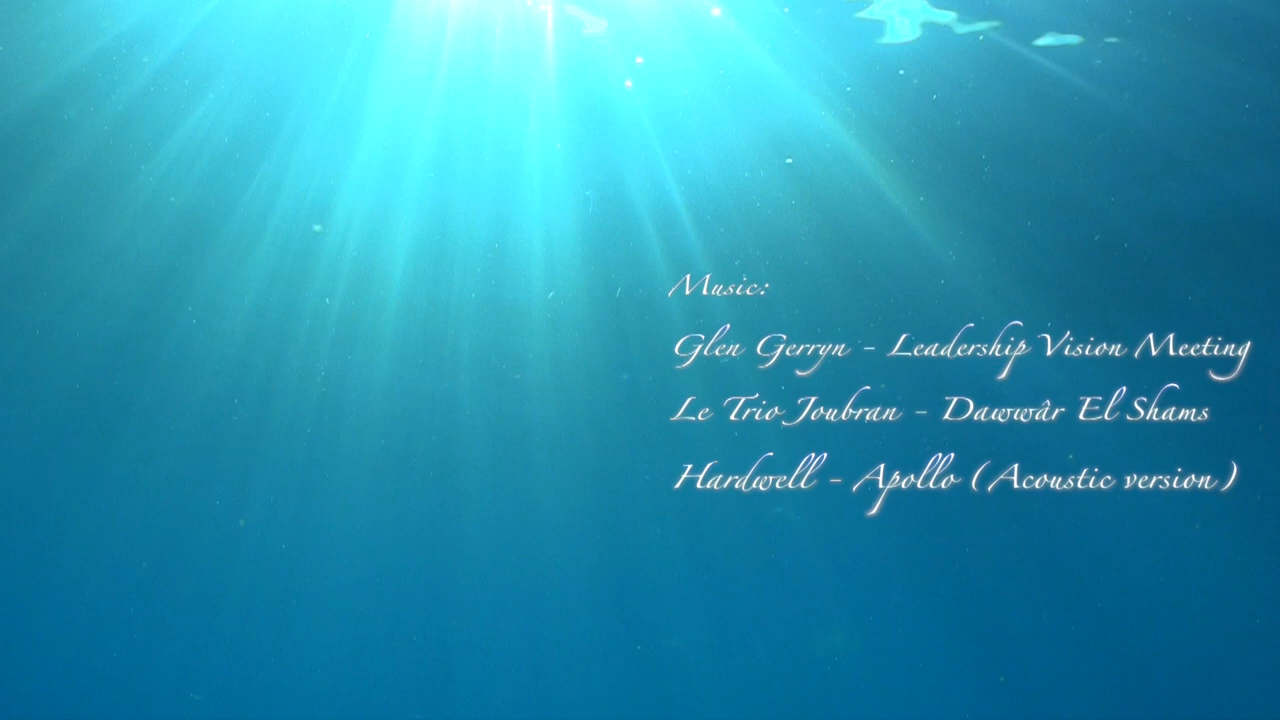 Music:
Glen Gerryn - Leadership Vision Meeting
Le Trio Joubran - Dawwâr El Shams
Hardwell - Apollo (Acoustic version)